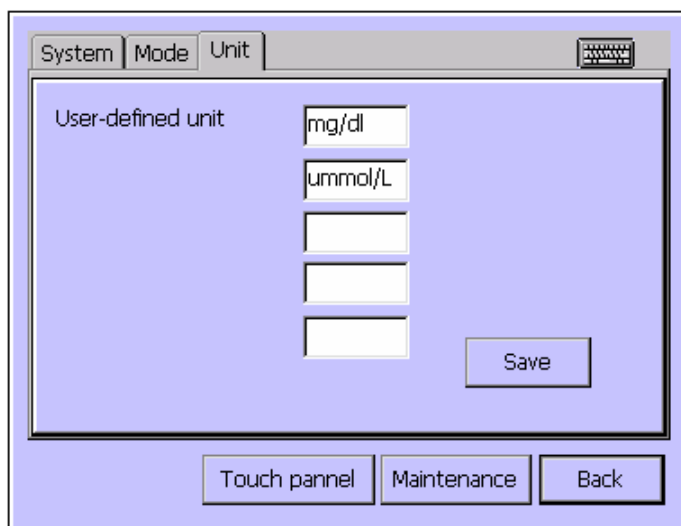 System Mode Unit
User-defined unit mg/dl
ummol/L
Save
Touch pannel Maintenance Back